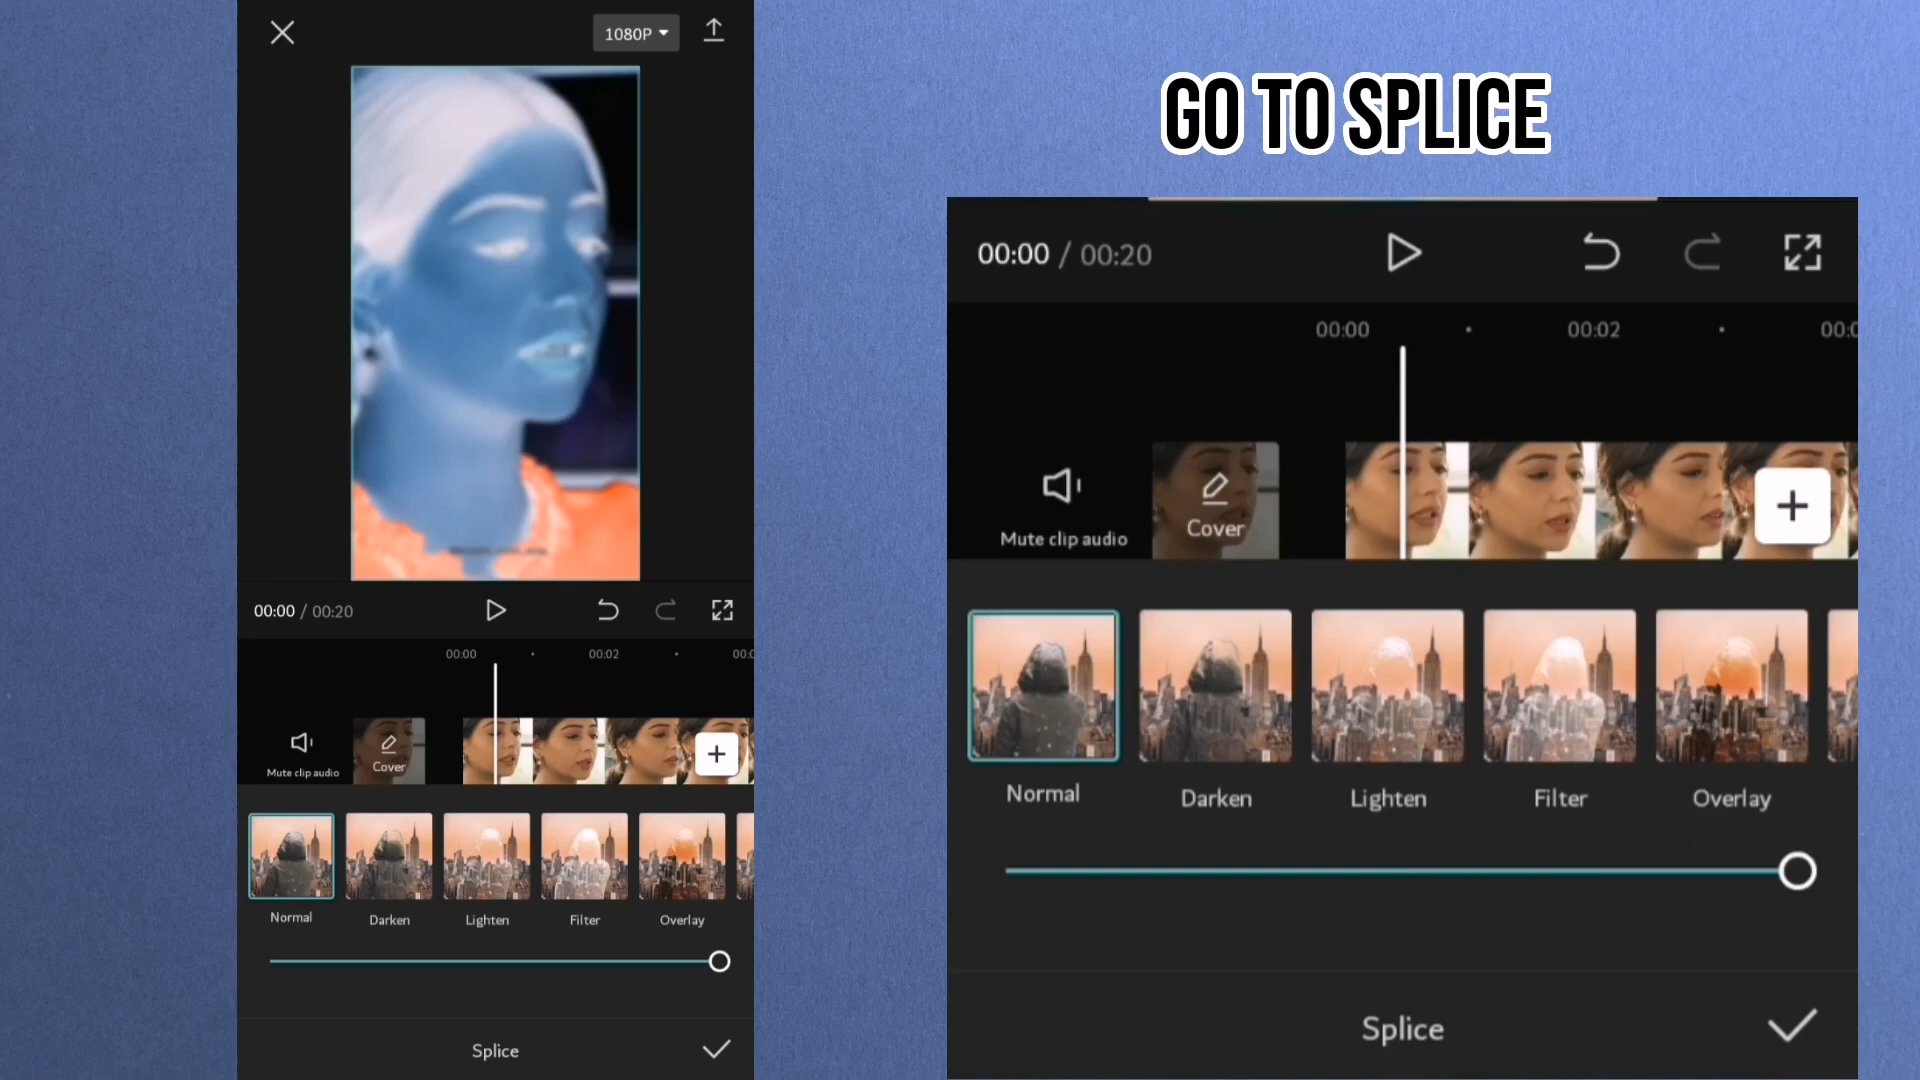 1080P
00:00 / 00:20
00:00
00:02
Mute clip audio
Cover
Normal
Darken
Lighten
Filter
Overlay
Splice
GO TO SPLICE
00:00 / 00:20
00:00
00:02
Mute clip audio
Cover
Normal
Darken
Lighten
Filter
Overlay
Splice